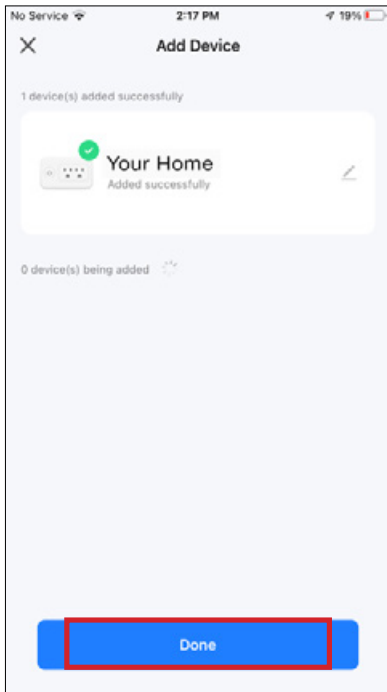 No Service 2:17 PM 19%
Add Device
1 device(s) added successfully
Your Home
Added successfully
0 device(s) being added
Done